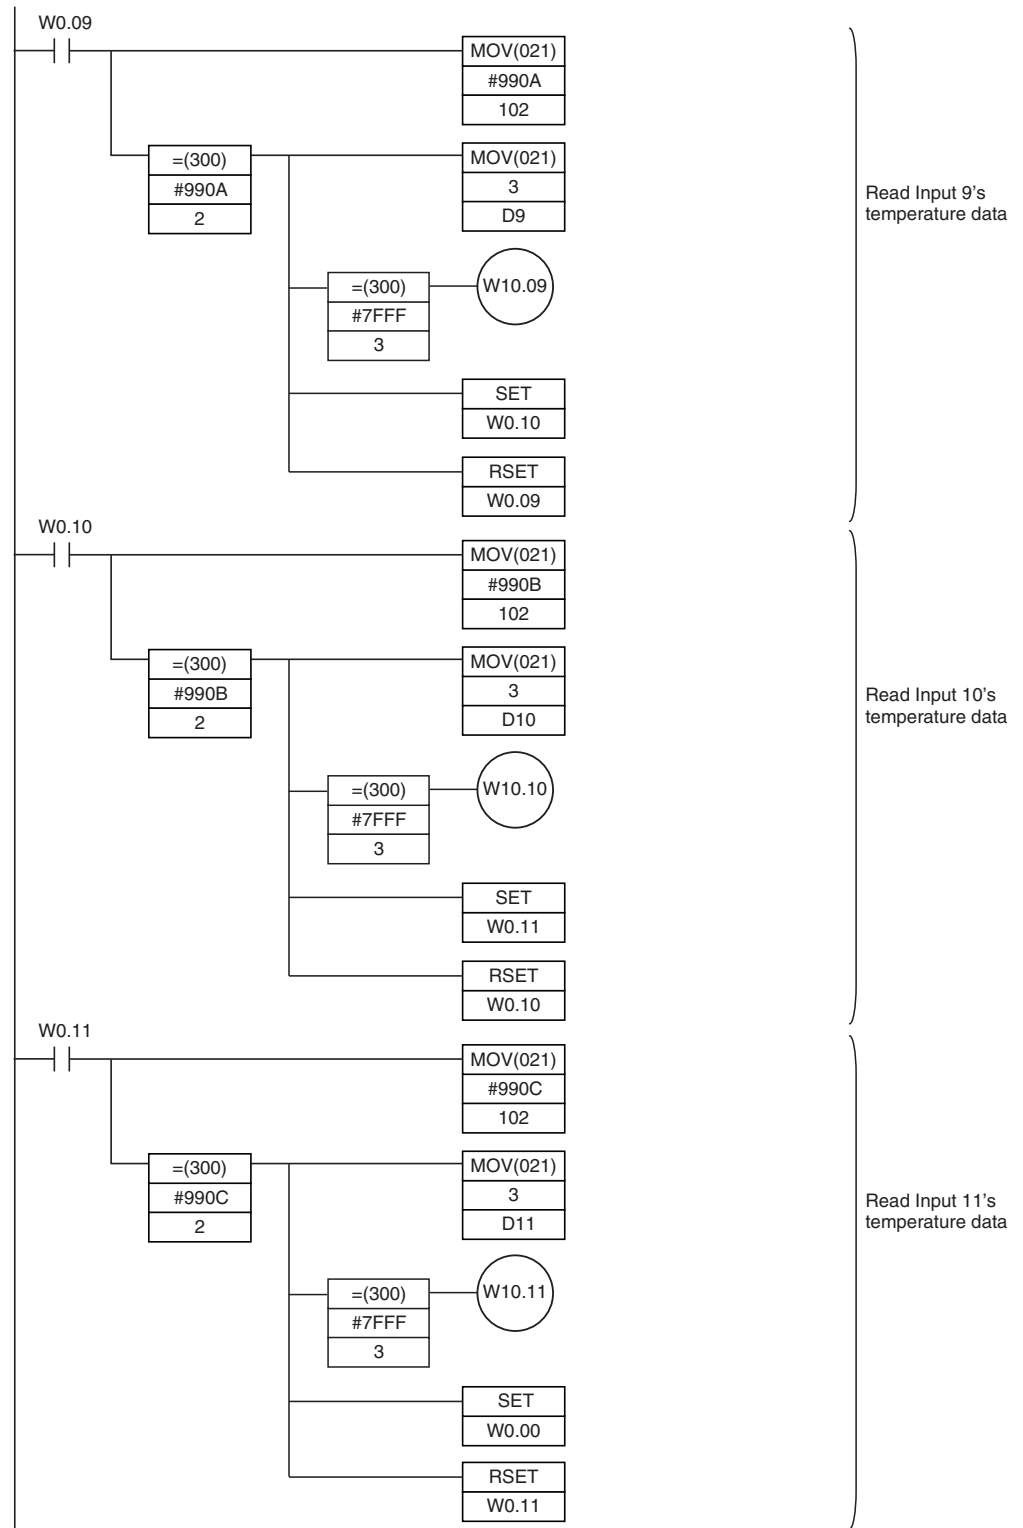 W0.09
MOV(021)
#990A
102
=(300)
#990A
2
MOV(021)
3
D9
=(300)
#7FFF
3
W10.09
SET
W0.10
RSET
W0.09
Read Input 9's
temperature data
W0.10
MOV(021)
#990B
102
=(300)
#990B
2
MOV(021)
3
D10
=(300)
#7FFF
3
W10.10
SET
W0.11
RSET
W0.10
Read Input 10's
temperature data
W0.11
MOV(021)
#990C
102
=(300)
#990C
2
MOV(021)
3
D11
=(300)
#7FFF
3
W10.11
SET
W0.00
RSET
W0.11
Read Input 11's
temperature data